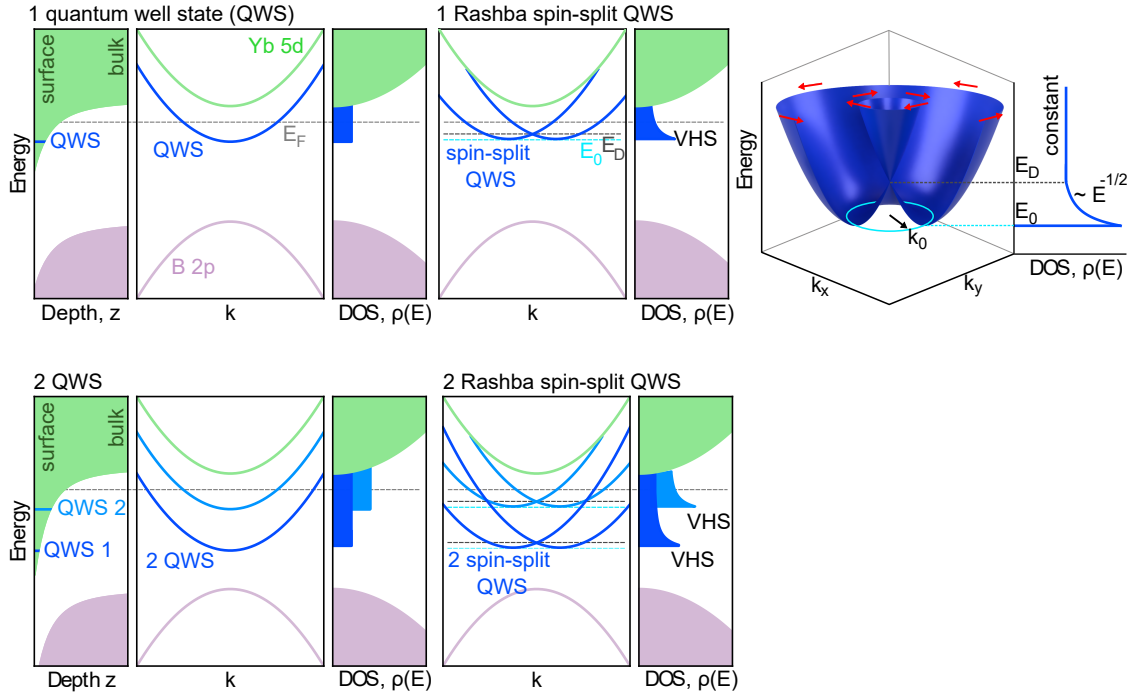 1 quantum well state (QWS)
Energy
surface
bulk
QWS
Depth, z
Yb 5d
QWS
E_F
B 2p
k
DOS, ρ(E)
1 Rashba spin-split QWS
E_0
E_D
spin-split
QWS
k
VHS
DOS, ρ(E)
Energy
k_x
k_y
k_0
E_D
E_0
constant
~ E^{-1/2}
DOS, ρ(E)
2 QWS
Energy
surface
bulk
QWS 2
QWS 1
Depth z
2 QWS
k
DOS, ρ(E)
2 Rashba spin-split QWS
2 spin-split
QWS
k
VHS
VHS
DOS, ρ(E)